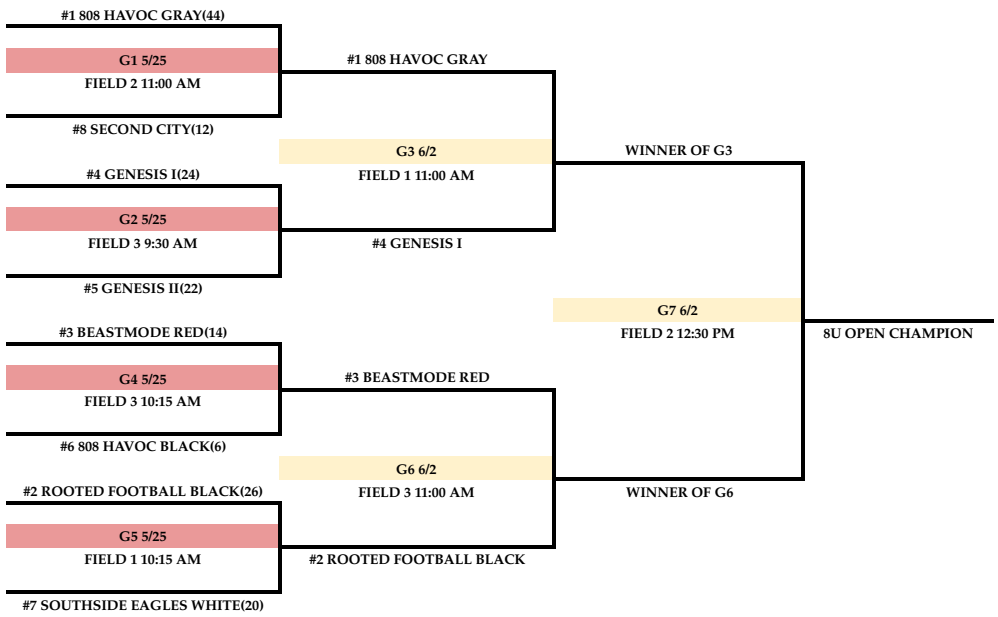 #1 808 HAVOC GRAY(44)
G1 5/25
FIELD 2 11:00 AM
#8 SECOND CITY(12)
#1 808 HAVOC GRAY
G3 6/2
FIELD 1 11:00 AM
#4 GENESIS I(24)
G2 5/25
FIELD 3 9:30 AM
#5 GENESIS II(22)
#4 GENESIS I
WINNER OF G3
G7 6/2
FIELD 2 12:30 PM
8U OPEN CHAMPION
#3 BEASTMODE RED(14)
G4 5/25
FIELD 3 10:15 AM
#6 808 HAVOC BLACK(6)
#3 BEASTMODE RED
G6 6/2
FIELD 3 11:00 AM
WINNER OF G6
#2 ROOTED FOOTBALL BLACK(26)
G5 5/25
FIELD 1 10:15 AM
#7 SOUTHSIDE EAGLES WHITE(20)
#2 ROOTED FOOTBALL BLACK